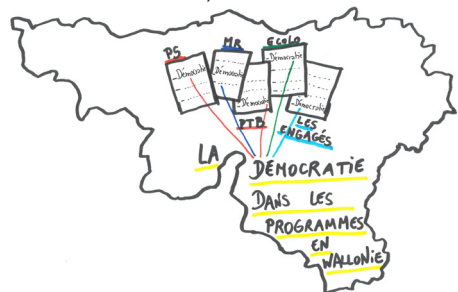 PS
MR
ECOLO
-Démocratie
-Démocratie
-Démocratie
-Démocratie
-Démocratie
PTB
LES
ENGAGÉS
LA
DÉMOCRATIE
DANS LES
PROGRAMMES
EN
WALLONIE